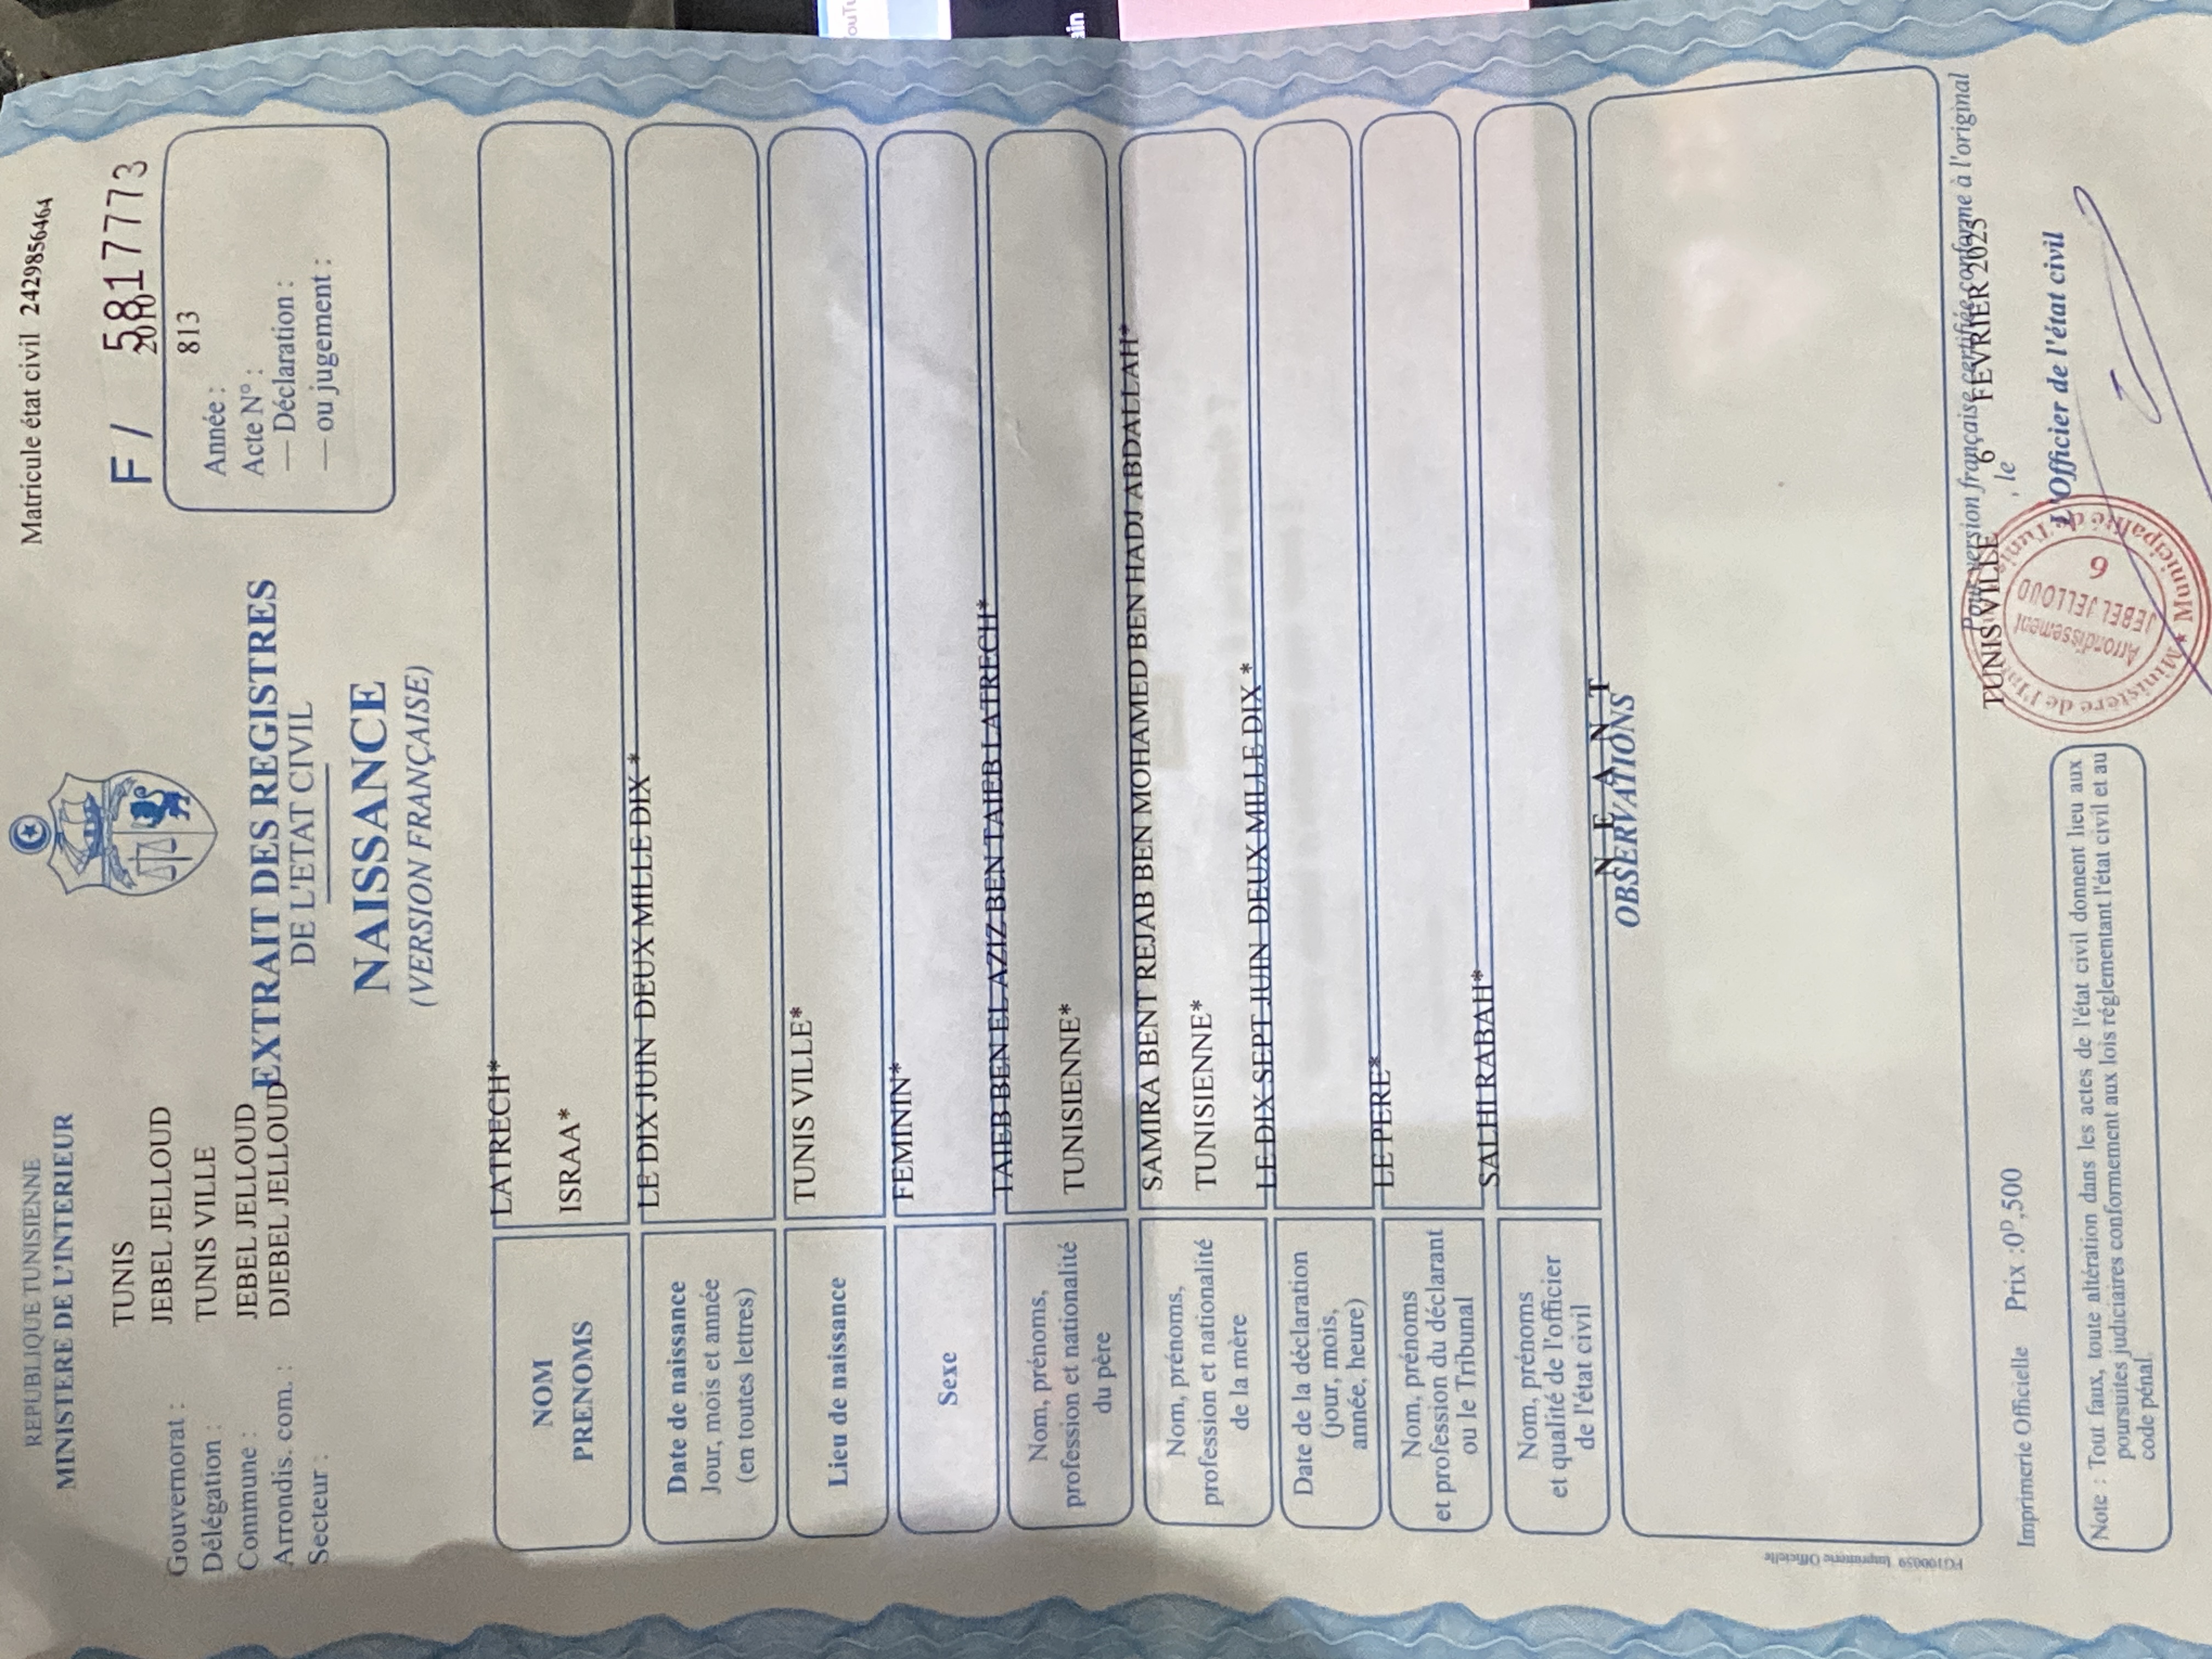 REPUBLIQUE TUNISIENNE
MINISTERE DE L'INTERIEUR
Matricule état civil 2429856464
F / 5817773
Gouvernorat : TUNIS
Délégation : JEBEL JELLOUD
Commune : TUNIS VILLE
Arrondis. com. : JEBEL JELLOUD
Secteur : DJEBEL JELLOUD
Année : 2010
Acte N° : 813
— Déclaration :
— ou jugement :
EXTRAIT DES REGISTRES
DE L'ETAT CIVIL
NAISSANCE
(VERSION FRANÇAISE)
NOM LATRECH*
PRENOMS ISRAA*
Date de naissance
Jour, mois et année
(en toutes lettres)
LE DIX JUIN DEUX MILLE DIX *
Lieu de naissance
TUNIS VILLE*
Sexe
FEMININ*
Nom, prénoms,
profession et nationalité
du père
TAIEB BEN EL AZIZ BEN TAIEB LATRECH*
TUNISIENNE*
Nom, prénoms,
profession et nationalité
de la mère
SAMIRA BENT REJAB BEN MOHAMED BEN HADJ ABDALLAH*
TUNISIENNE*
Date de la déclaration
(jour, mois,
année, heure)
LE DIX SEPT JUIN DEUX MILLE DIX *
Nom, prénoms
et profession du déclarant
ou le Tribunal
LE PERE*
Nom, prénoms
et qualité de l'officier
de l'état civil
SALHI RABAH*
N E A N T
OBSERVATIONS
Pour version française certifiée conforme à l'original
TUNIS VILLE , le 6 FEVRIER 2023
L'Officier de l'état civil
Ministère de l'Intérieur ★ Municipalité de Tunis
Arrondissement
JEBEL JELLOUD
6
Imprimerie Officielle Prix :0ᴰ,500
Note : Tout faux, toute altération dans les actes de l'état civil donnent lieu aux
poursuites judiciaires conformement aux lois réglementant l'état civil et au
code pénal.
FG100059 Imprimerie Officielle
ain